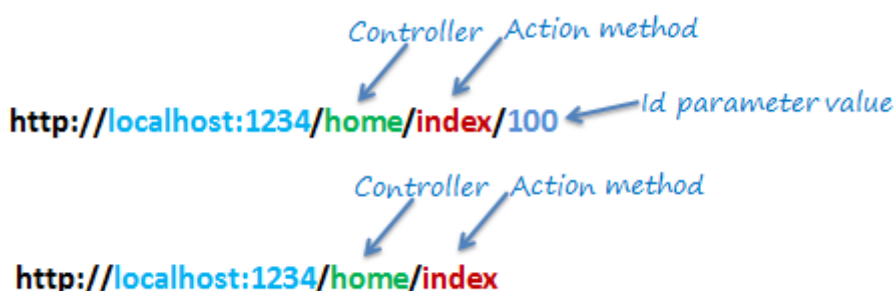 Controller Action method
http://localhost:1234/home/index/100 Id parameter value
Controller Action method
http://localhost:1234/home/index